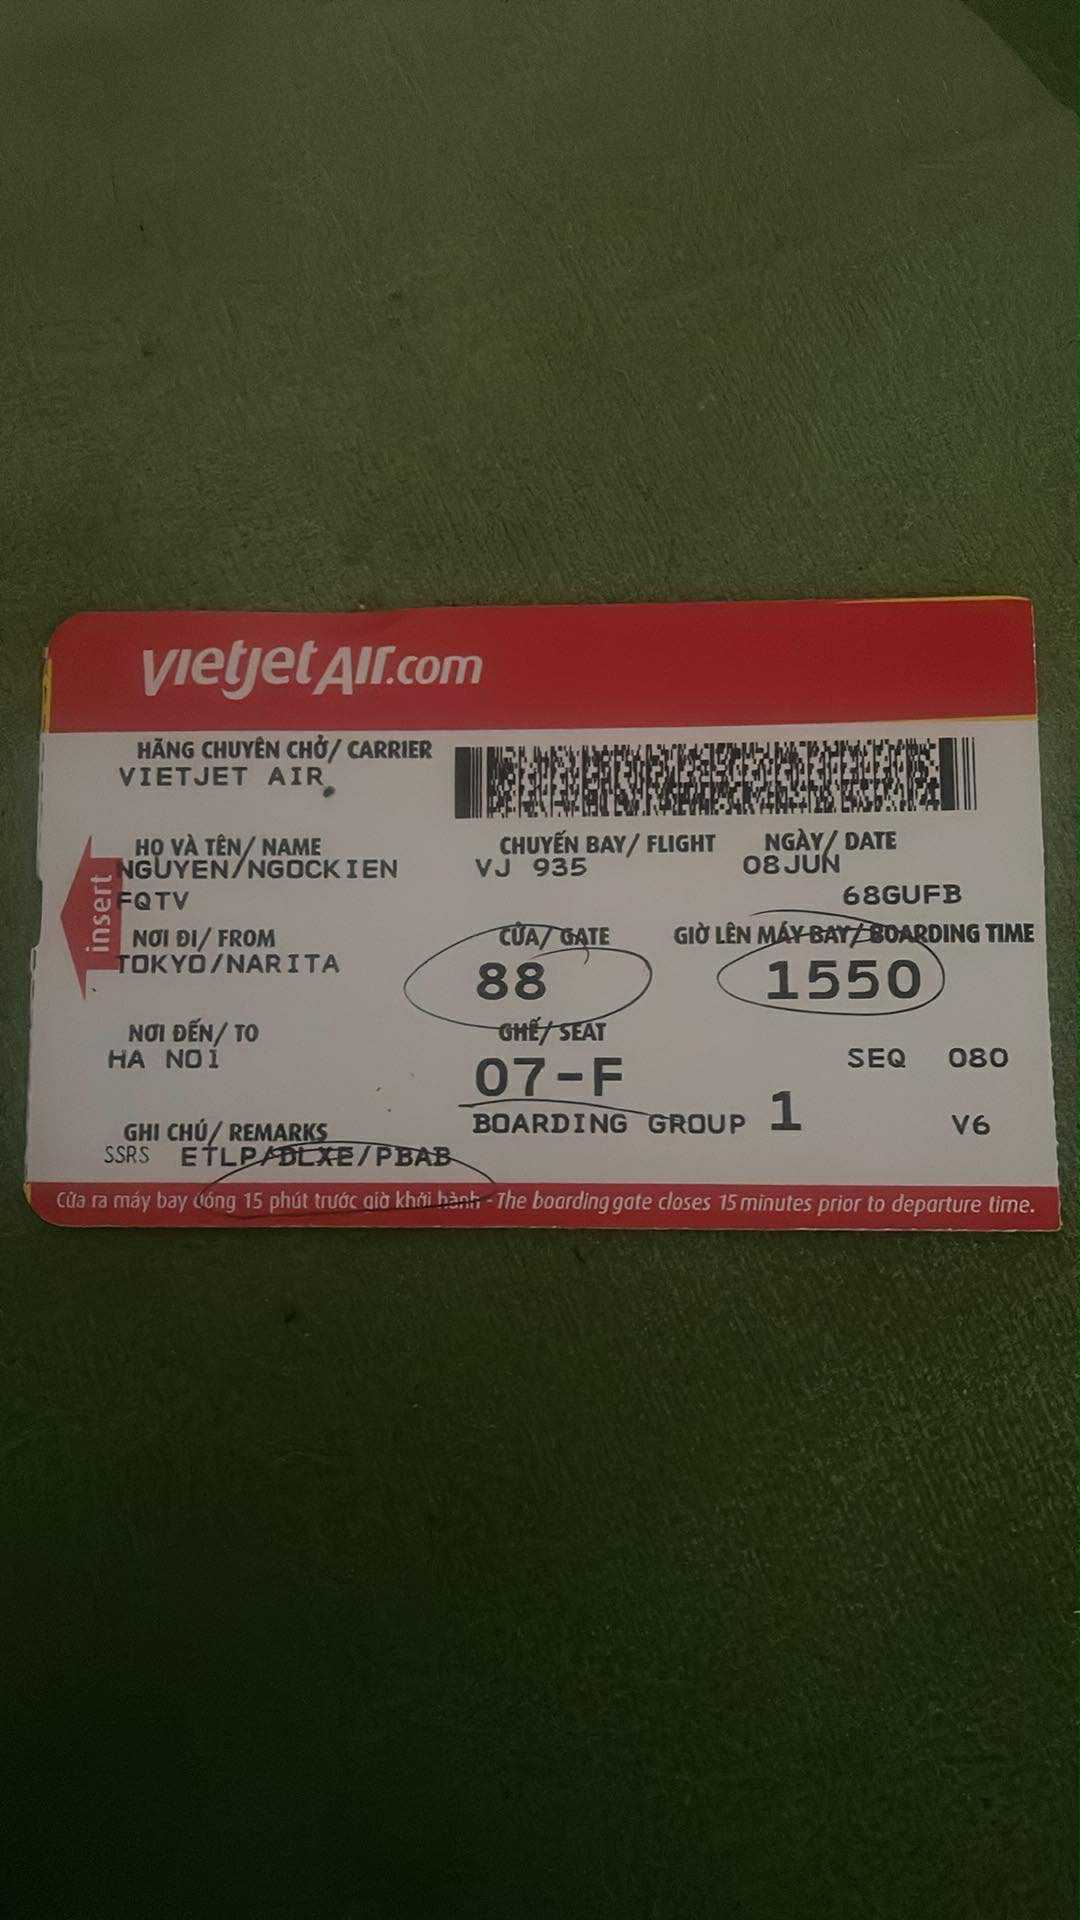 vietjetAir.com
HÃNG CHUYÊN CHỞ/ CARRIER
VIETJET AIR
HỌ VÀ TÊN/ NAME
NGUYEN/NGOCKIEN
CHUYẾN BAY/ FLIGHT
VJ 935
NGÀY/ DATE
08JUN
FQTV
68GUFB
insert
NƠI ĐI/ FROM
TOKYO/NARITA
CỬA/ GATE
88
GIỜ LÊN MÁY BAY/ BOARDING TIME
1550
NƠI ĐẾN/ TO
HA NOI
GHẾ/ SEAT
07-F
SEQ 080
BOARDING GROUP 1
V6
GHI CHÚ/ REMARKS
SSRS ETLP/DLXE/PBAB
Cửa ra máy bay đóng 15 phút trước giờ khởi hành - The boarding gate closes 15 minutes prior to departure time.